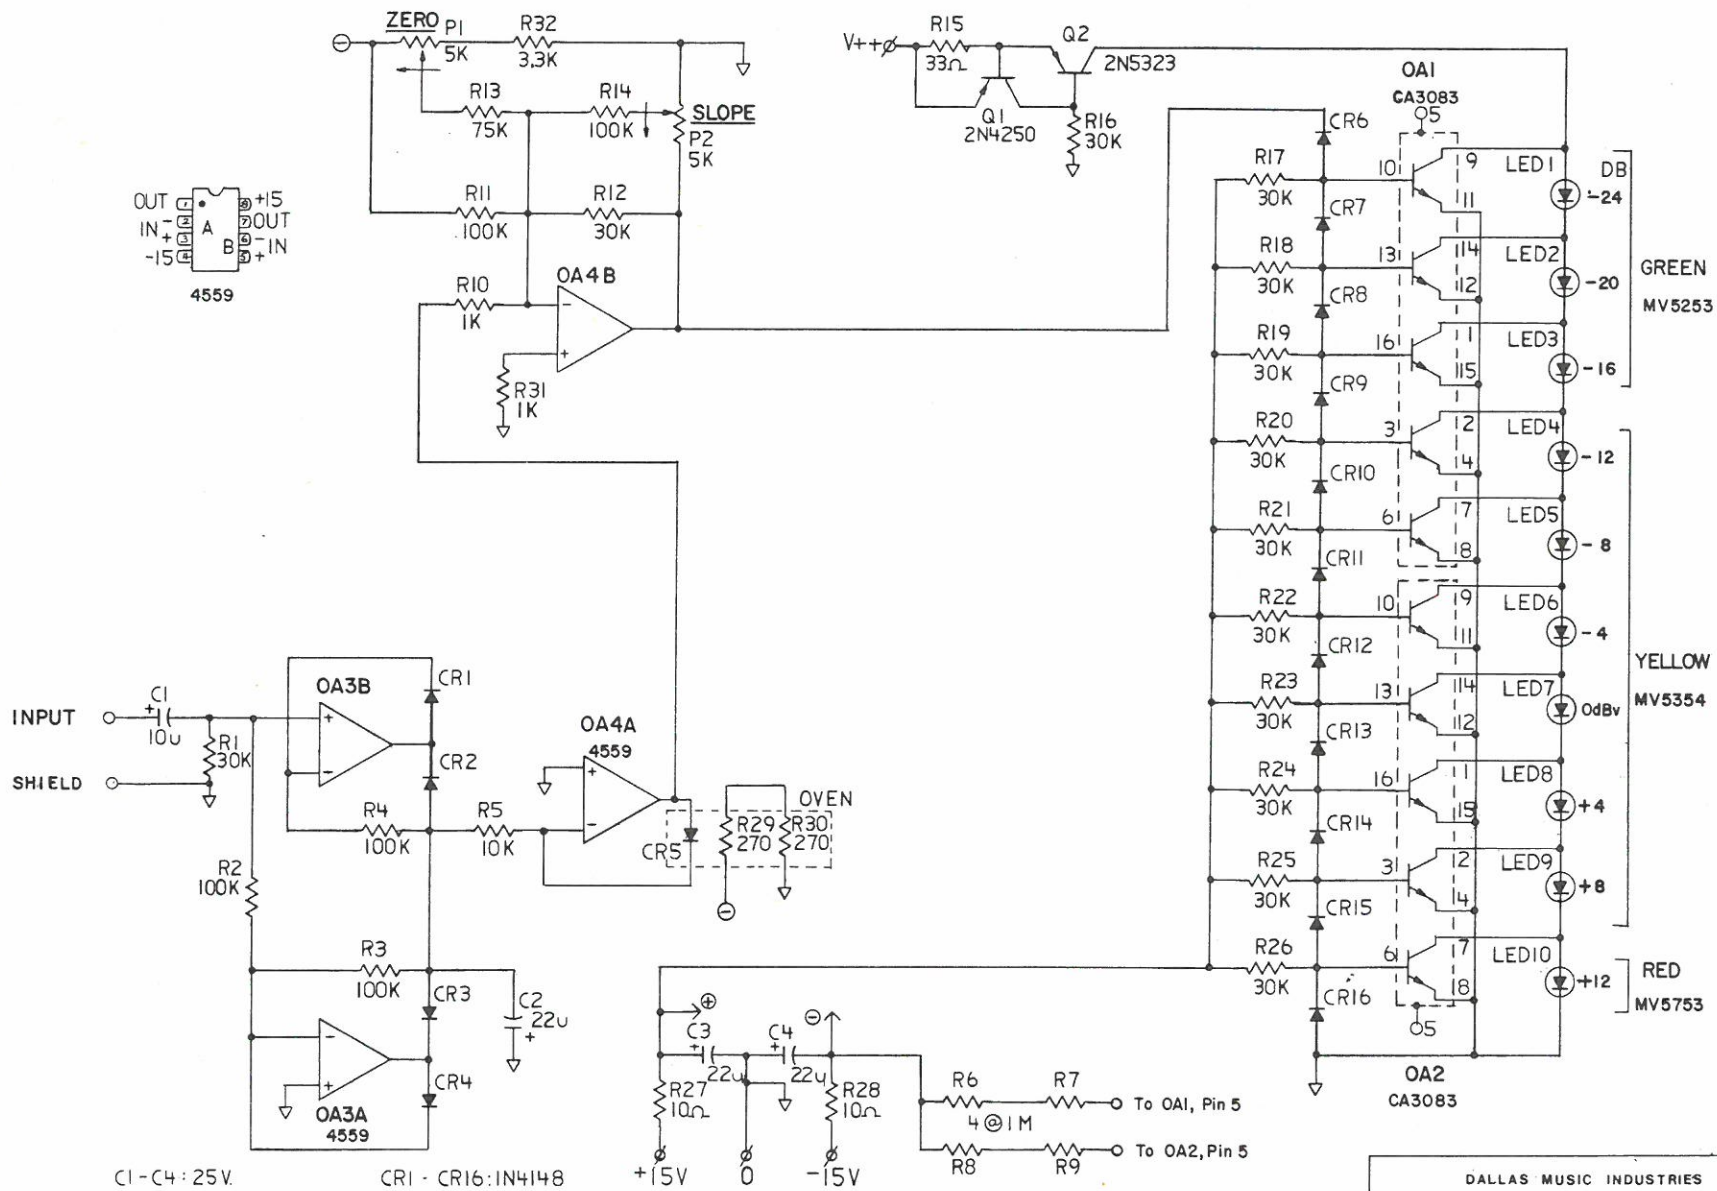 ZERO
P1
5K
R32
3.3K
R13
75K
R14
100K
SLOPE
P2
5K
R11
100K
R12
30K
OUT
IN
-
+
-15
1
2
3
4
A
B
8
7
6
5
+15
OUT
-
IN
+
4559
R10
1K
OA4B
-
+
R31
1K
V++
R15
33Ω
Q2
2N5323
Q1
2N4250
R16
30K
OA1
CA3083
5
CR6
R17
30K
10
9
11
LED1
DB
-24
CR7
R18
30K
13
14
12
LED2
-20
GREEN
MV5253
CR8
R19
30K
16
1
15
LED3
-16
CR9
R20
30K
3
2
4
LED4
-12
CR10
R21
30K
6
7
8
LED5
-8
CR11
R22
30K
10
9
11
LED6
-4
CR12
R23
30K
13
14
12
LED7
OdBv
YELLOW
MV5354
CR13
R24
30K
16
1
15
LED8
+4
CR14
R25
30K
3
2
4
LED9
+8
CR15
R26
30K
6
7
8
LED10
+12
RED
MV5753
CR16
5
OA2
CA3083
INPUT
C1
+
10u
R1
30K
SHIELD
OA3B
+
-
CR1
CR2
R4
100K
R5
10K
OA4A
4559
+
-
CR5
OVEN
R29
270
R30
270
R2
100K
R3
100K
CR3
C2
22u
+
-
+
OA3A
4559
CR4
C3
+
22u
C4
+
22u
R27
10Ω
R28
10Ω
R6
R7
To OA1, Pin 5
4@1M
R8
R9
To OA2, Pin 5
+15V
0
-15V
C1-C4: 25V.
CR1 - CR16: 1N4148
DALLAS MUSIC INDUSTRIES